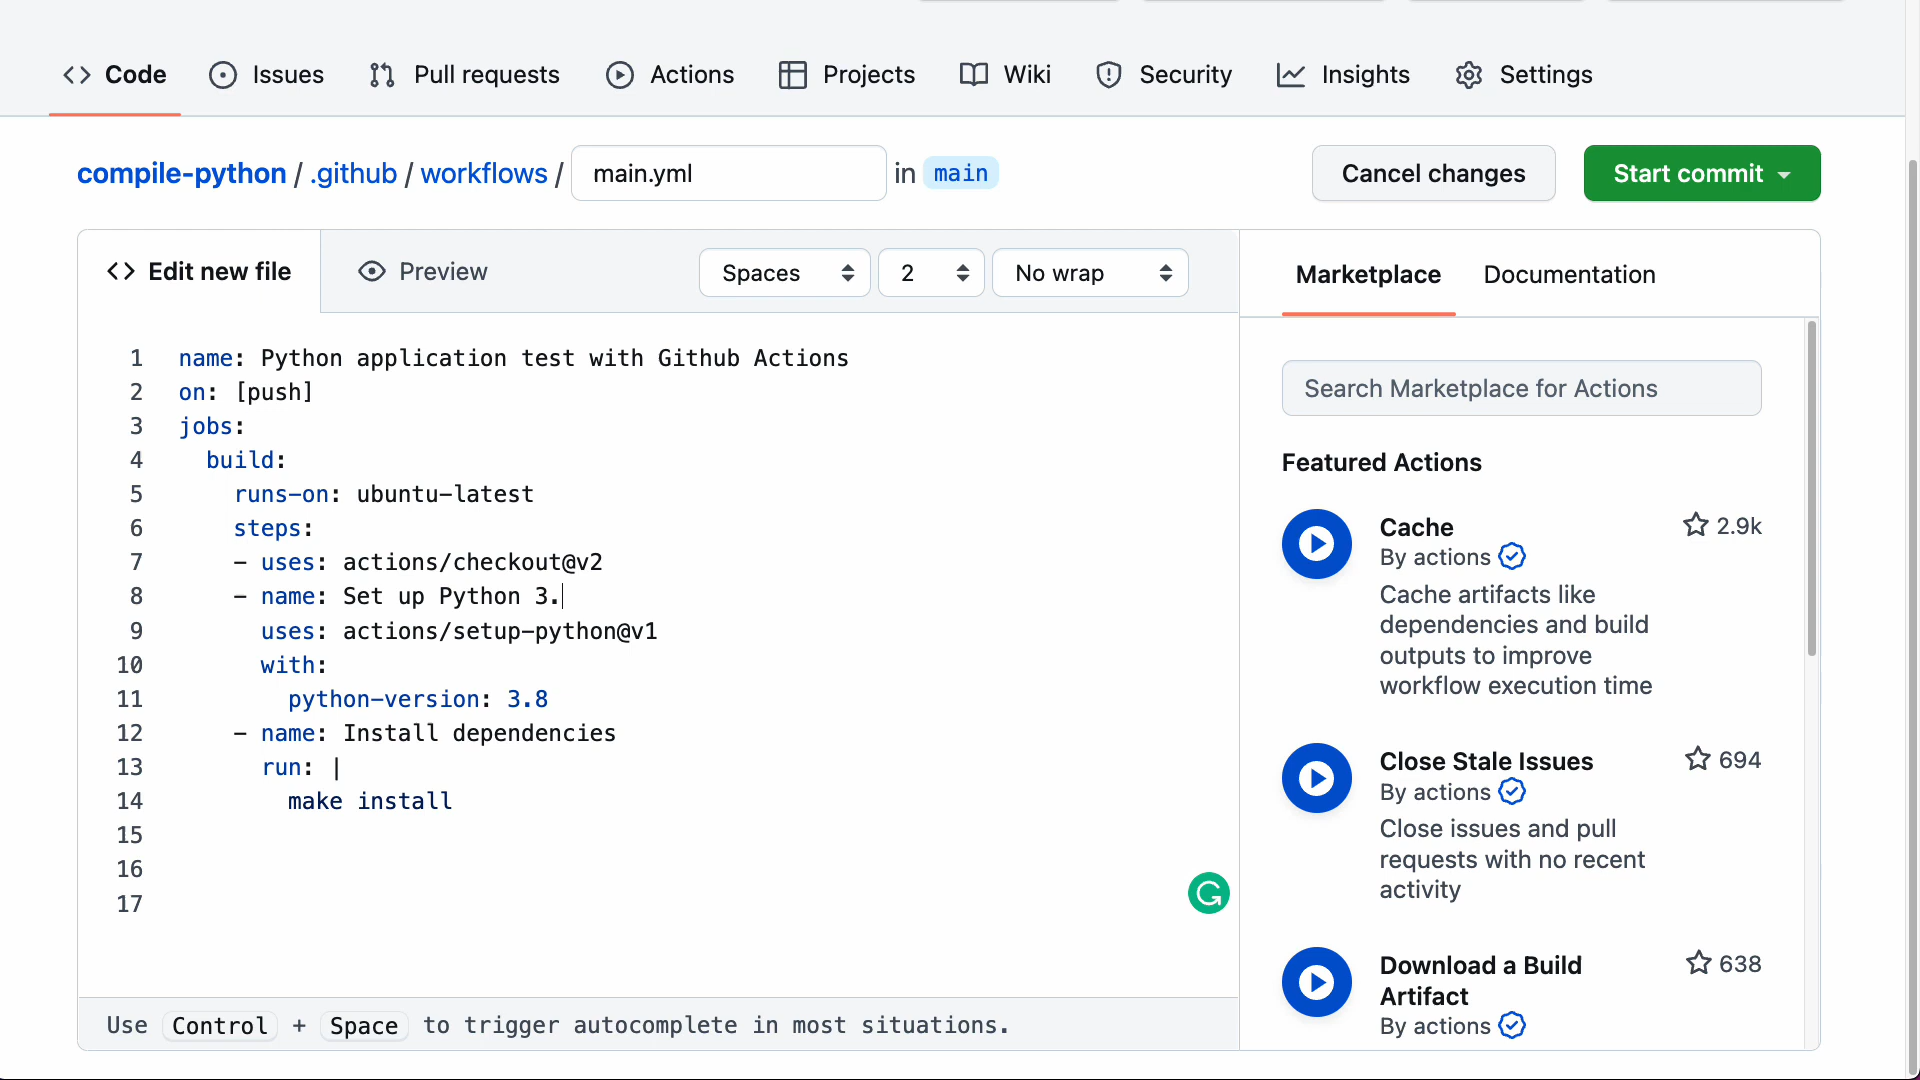 Code Issues Pull requests Actions Projects Wiki Security Insights Settings
compile-python / .github / workflows / main.yml in main Cancel changes Start commit
Edit new file Preview Spaces 2 No wrap
Marketplace Documentation
1 name: Python application test with Github Actions
2 on: [push]
3 jobs:
4 build:
5 runs-on: ubuntu-latest
6 steps:
7 - uses: actions/checkout@v2
8 - name: Set up Python 3.
9 uses: actions/setup-python@v1
10 with:
11 python-version: 3.8
12 - name: Install dependencies
13 run: |
14 make install
15
16
17
Use Control + Space to trigger autocomplete in most situations.
Search Marketplace for Actions
Featured Actions
Cache 2.9k
By actions
Cache artifacts like
dependencies and build
outputs to improve
workflow execution time
Close Stale Issues 694
By actions
Close issues and pull
requests with no recent
activity
Download a Build 638
Artifact
By actions